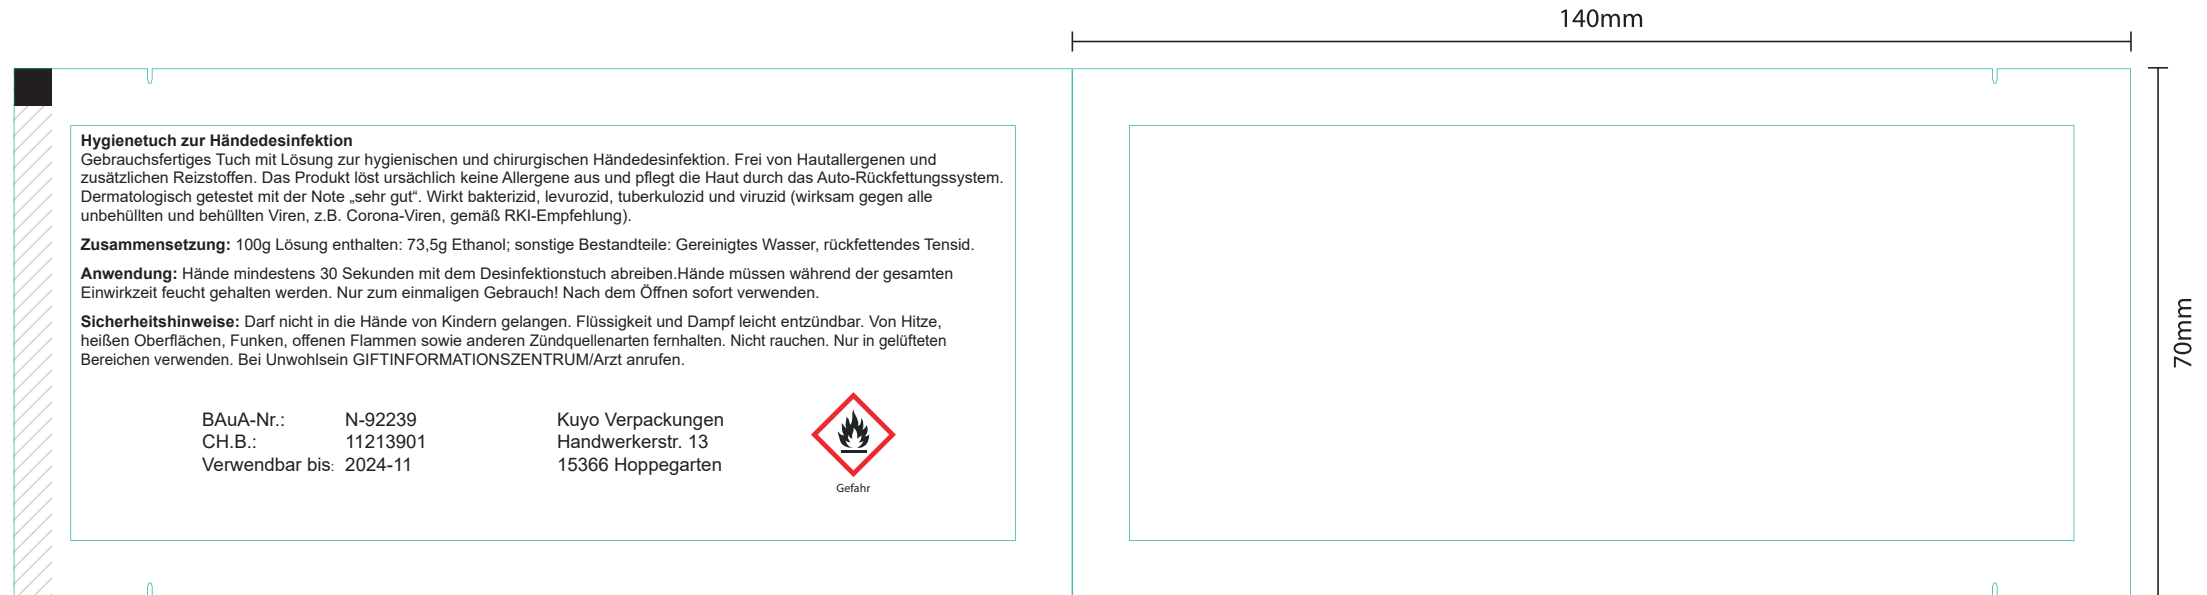 140mm
70mm
Hygienetuch zur Händedesinfektion
Gebrauchsfertiges Tuch mit Lösung zur hygienischen und chirurgischen Händedesinfektion. Frei von Hautallergenen und
zusätzlichen Reizstoffen. Das Produkt löst ursächlich keine Allergene aus und pflegt die Haut durch das Auto-Rückfettungssystem.
Dermatologisch getestet mit der Note „sehr gut“. Wirkt bakterizid, levurozid, tuberkulozid und viruzid (wirksam gegen alle
unbehüllten und behüllten Viren, z.B. Corona-Viren, gemäß RKI-Empfehlung).
Zusammensetzung: 100g Lösung enthalten: 73,5g Ethanol; sonstige Bestandteile: Gereinigtes Wasser, rückfettendes Tensid.
Anwendung: Hände mindestens 30 Sekunden mit dem Desinfektionstuch abreiben.Hände müssen während der gesamten
Einwirkzeit feucht gehalten werden. Nur zum einmaligen Gebrauch! Nach dem Öffnen sofort verwenden.
Sicherheitshinweise: Darf nicht in die Hände von Kindern gelangen. Flüssigkeit und Dampf leicht entzündbar. Von Hitze,
heißen Oberflächen, Funken, offenen Flammen sowie anderen Zündquellenarten fernhalten. Nicht rauchen. Nur in gelüfteten
Bereichen verwenden. Bei Unwohlsein GIFTINFORMATIONSZENTRUM/Arzt anrufen.
BAuA-Nr.: N-92239
CH.B.: 11213901
Verwendbar bis: 2024-11
Kuyo Verpackungen
Handwerkerstr. 13
15366 Hoppegarten
Gefahr